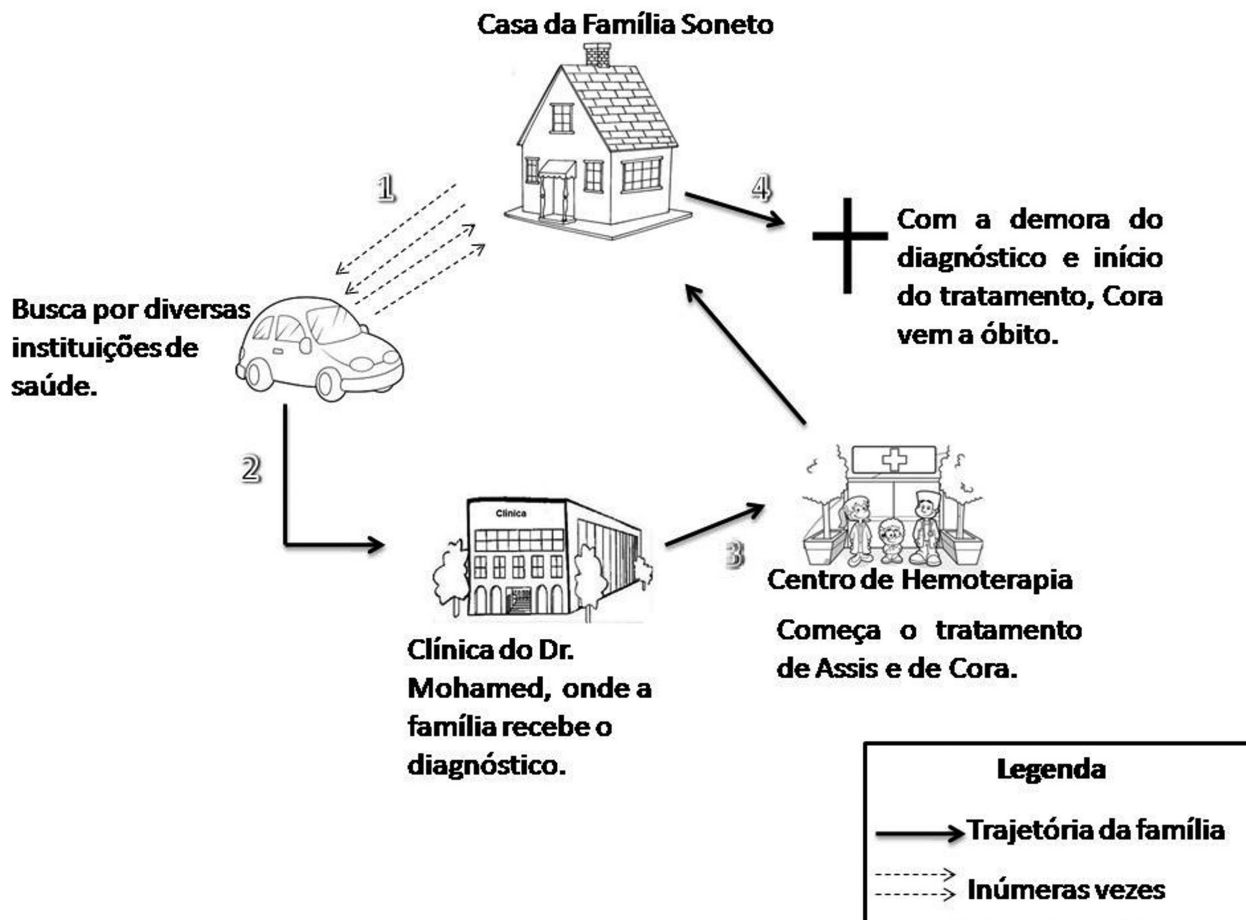 Casa da Família Soneto
1
4
Com a demora do
diagnóstico e início
do tratamento, Cora
vem a óbito.
Busca por diversas
instituições de
saúde.
2
Clinica
3
Centro de Hemoterapia
Começa o tratamento
de Assis e de Cora.
Clínica do Dr.
Mohamed, onde a
família recebe o
diagnóstico.
Legenda
Trajetória da família
Inúmeras vezes